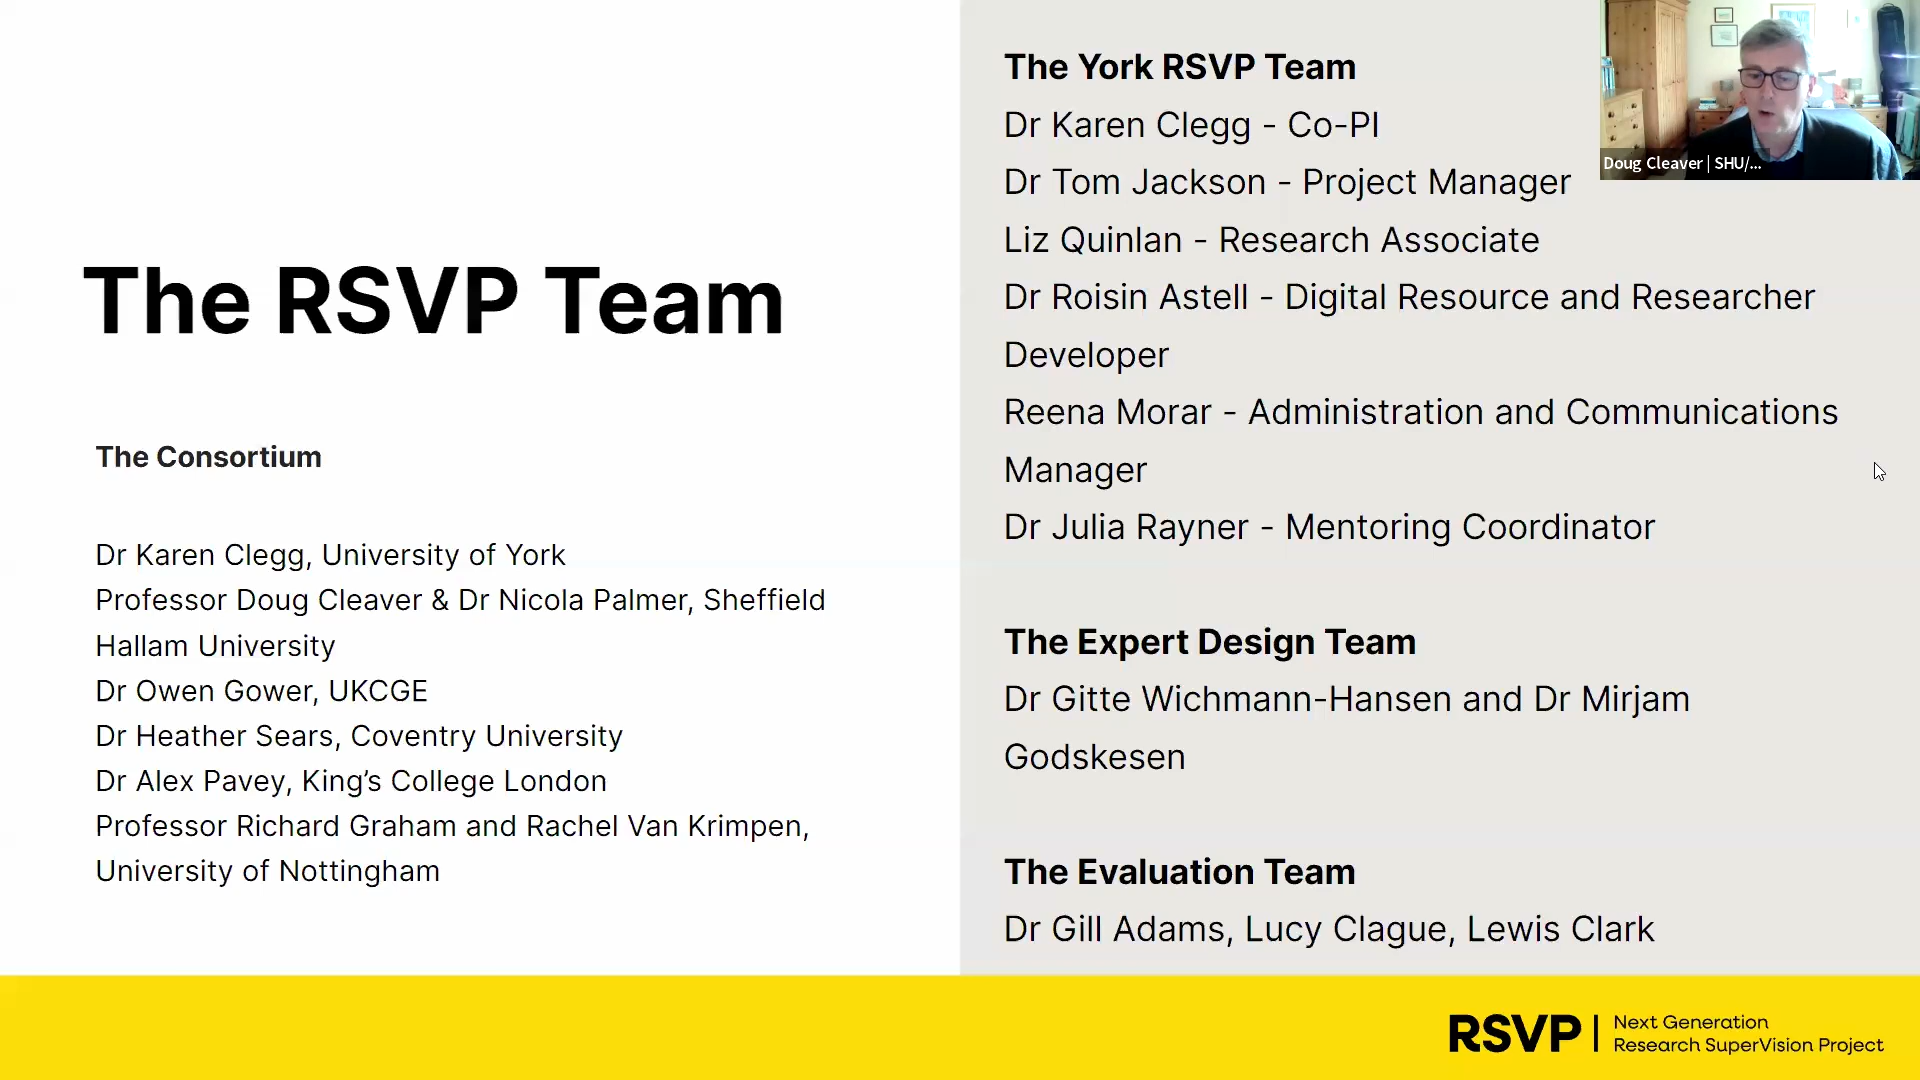 The RSVP Team
The Consortium
Dr Karen Clegg, University of York
Professor Doug Cleaver & Dr Nicola Palmer, Sheffield
Hallam University
Dr Owen Gower, UKCGE
Dr Heather Sears, Coventry University
Dr Alex Pavey, King’s College London
Professor Richard Graham and Rachel Van Krimpen,
University of Nottingham
The York RSVP Team
Dr Karen Clegg - Co-PI
Dr Tom Jackson - Project Manager
Liz Quinlan - Research Associate
Dr Roisin Astell - Digital Resource and Researcher
Developer
Reena Morar - Administration and Communications
Manager
Dr Julia Rayner - Mentoring Coordinator
The Expert Design Team
Dr Gitte Wichmann-Hansen and Dr Mirjam
Godskesen
The Evaluation Team
Dr Gill Adams, Lucy Clague, Lewis Clark
Doug Cleaver | SHU/...
RSVP
Next Generation
Research SuperVision Project